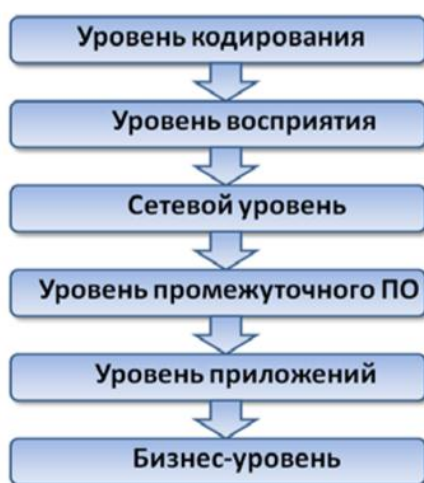 Уровень кодирования
Уровень восприятия
Сетевой уровень
Уровень промежуточного ПО
Уровень приложений
Бизнес-уровень